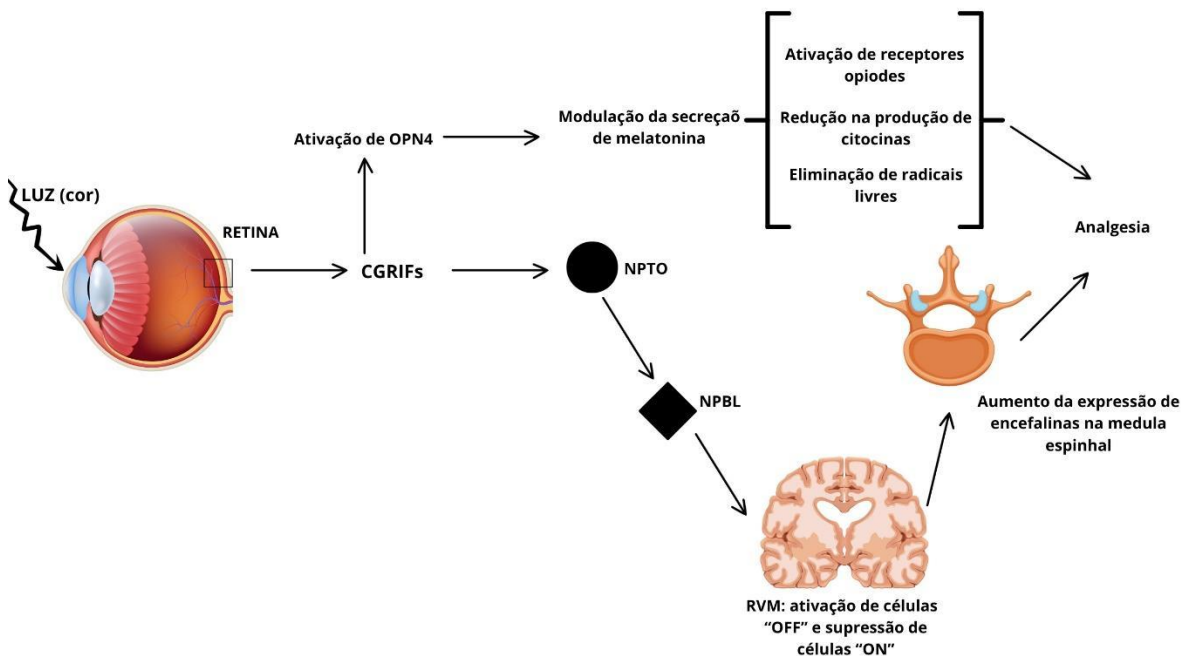 LUZ (cor)
RETINA
CGRIFs
Ativação de OPN4
Modulação da secreçaõ
de melatonina
Ativação de receptores
opiodes
Redução na produção de
citocinas
Eliminação de radicais
livres
Analgesia
NPTO
NPBL
RVM: ativação de células
“OFF” e supressão de
células “ON”
Aumento da expressão de
encefalinas na medula
espinhal